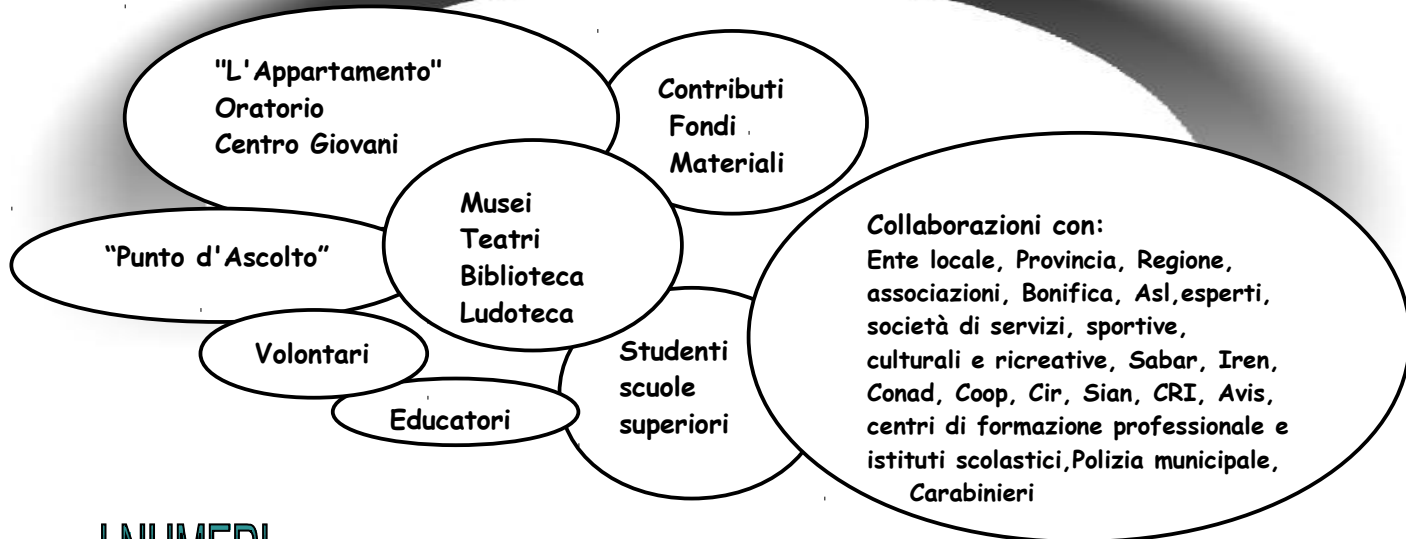 "L'Appartamento"
Oratorio
Centro Giovani
Contributi
Fondi
Materiali
Musei
Teatri
Biblioteca
Ludoteca
“Punto d'Ascolto”
Volontari
Educatori
Studenti
scuole
superiori
Collaborazioni con:
Ente locale, Provincia, Regione,
associazioni, Bonifica, Asl,esperti,
società di servizi, sportive,
culturali e ricreative, Sabar, Iren,
Conad, Coop, Cir, Sian, CRI, Avis,
centri di formazione professionale e
istituti scolastici,Polizia municipale,
Carabinieri
I NUMERI